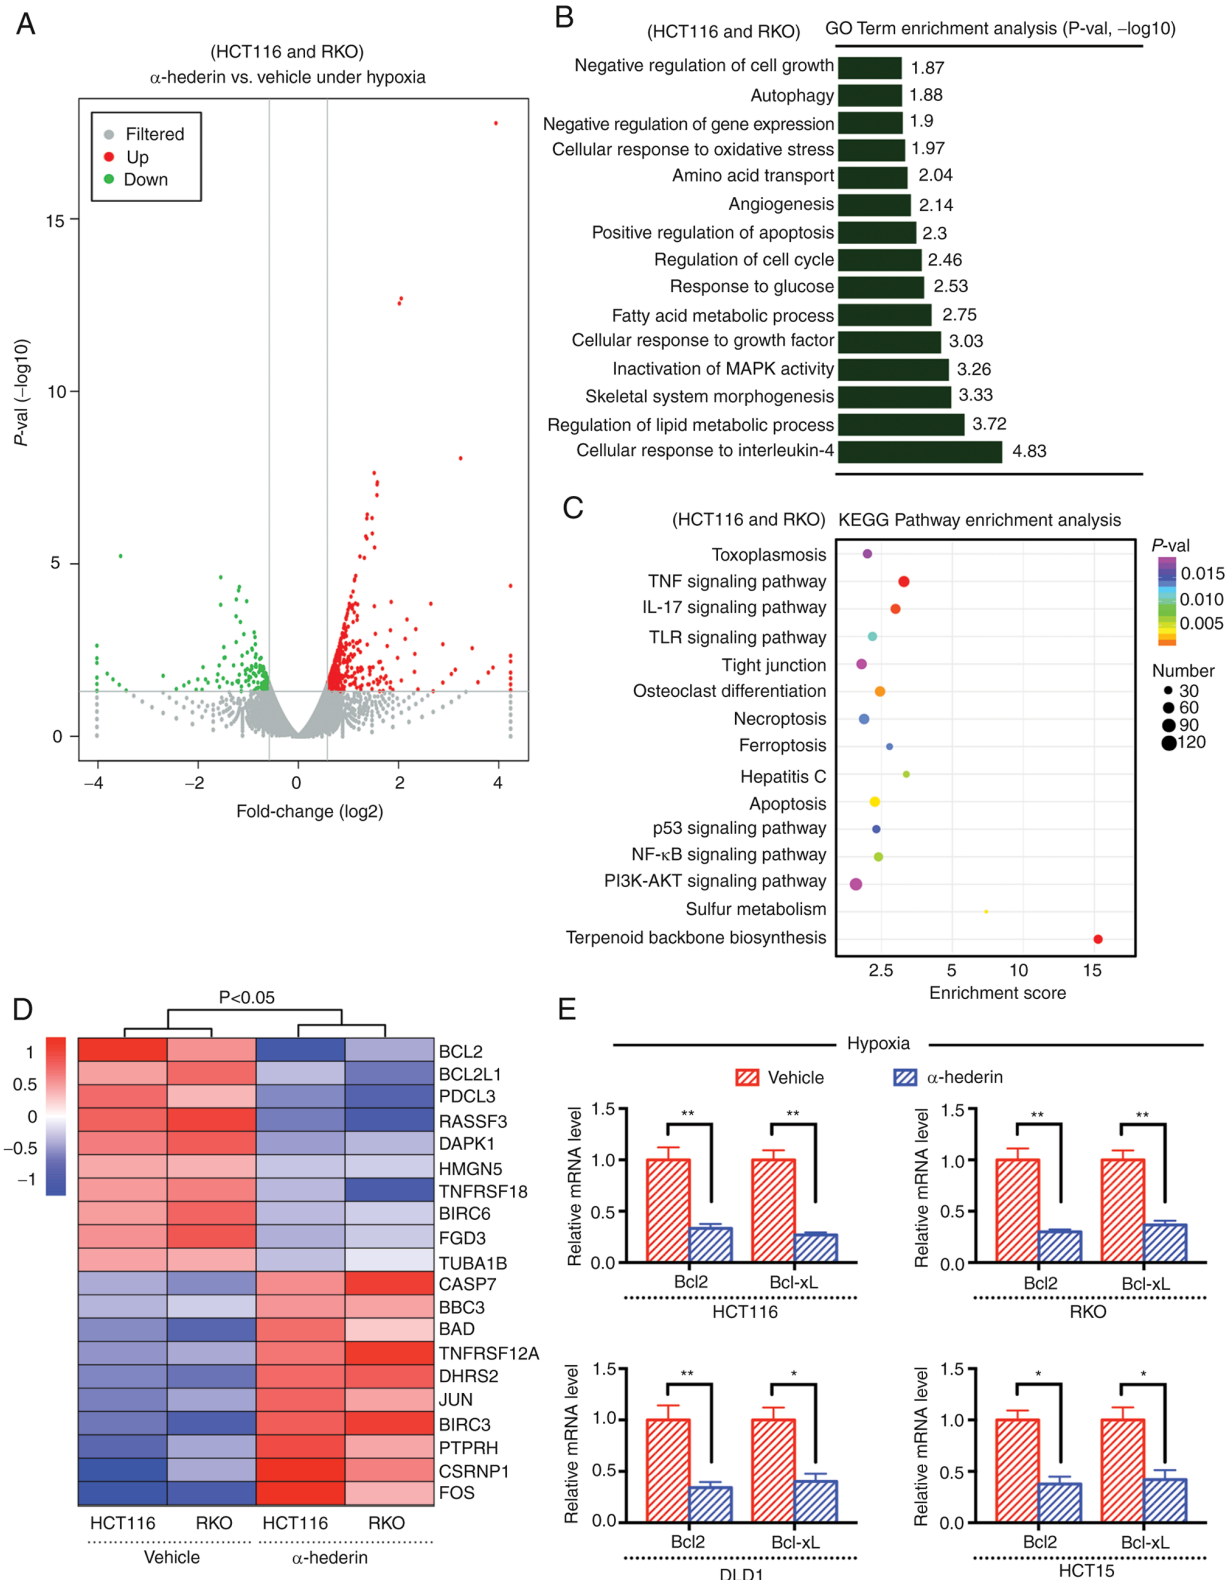 A
(HCT116 and RKO)
α-hederin vs. vehicle under hypoxia
Filtered
Up
Down
P-val (−log10)
15
10
5
0
−4 −2 0 2 4
Fold-change (log2)
B
(HCT116 and RKO) GO Term enrichment analysis (P-val, −log10)
Negative regulation of cell growth 1.87
Autophagy 1.88
Negative regulation of gene expression 1.9
Cellular response to oxidative stress 1.97
Amino acid transport 2.04
Angiogenesis 2.14
Positive regulation of apoptosis 2.3
Regulation of cell cycle 2.46
Response to glucose 2.53
Fatty acid metabolic process 2.75
Cellular response to growth factor 3.03
Inactivation of MAPK activity 3.26
Skeletal system morphogenesis 3.33
Regulation of lipid metabolic process 3.72
Cellular response to interleukin-4 4.83
C
(HCT116 and RKO) KEGG Pathway enrichment analysis
Toxoplasmosis
TNF signaling pathway
IL-17 signaling pathway
TLR signaling pathway
Tight junction
Osteoclast differentiation
Necroptosis
Ferroptosis
Hepatitis C
Apoptosis
p53 signaling pathway
NF-κB signaling pathway
PI3K-AKT signaling pathway
Sulfur metabolism
Terpenoid backbone biosynthesis
2.5 5 10 15
Enrichment score
P-val
0.015
0.010
0.005
Number
30
60
90
120
D
P<0.05
1
0.5
0
−0.5
−1
BCL2
BCL2L1
PDCL3
RASSF3
DAPK1
HMGN5
TNFRSF18
BIRC6
FGD3
TUBA1B
CASP7
BBC3
BAD
TNFRSF12A
DHRS2
JUN
BIRC3
PTPRH
CSRNP1
FOS
HCT116 RKO HCT116 RKO
Vehicle α-hederin
E
Hypoxia
Vehicle α-hederin
Relative mRNA level
1.5
1.0
0.5
0.0
** **
Bcl2 Bcl-xL
HCT116
Relative mRNA level
1.5
1.0
0.5
0.0
** **
Bcl2 Bcl-xL
RKO
Relative mRNA level
1.5
1.0
0.5
0.0
** *
Bcl2 Bcl-xL
DLD1
Relative mRNA level
1.5
1.0
0.5
0.0
* *
Bcl2 Bcl-xL
HCT15